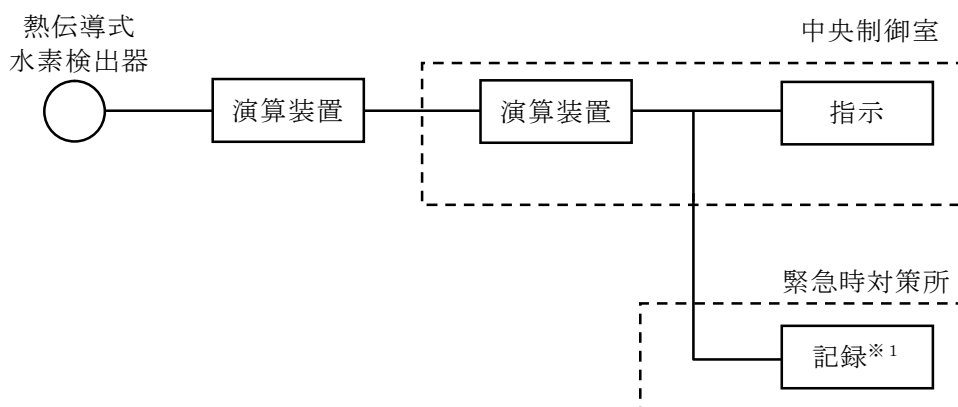 熱伝導式
水素検出器
中央制御室
演算装置
演算装置
指示
緊急時対策所
記録※1